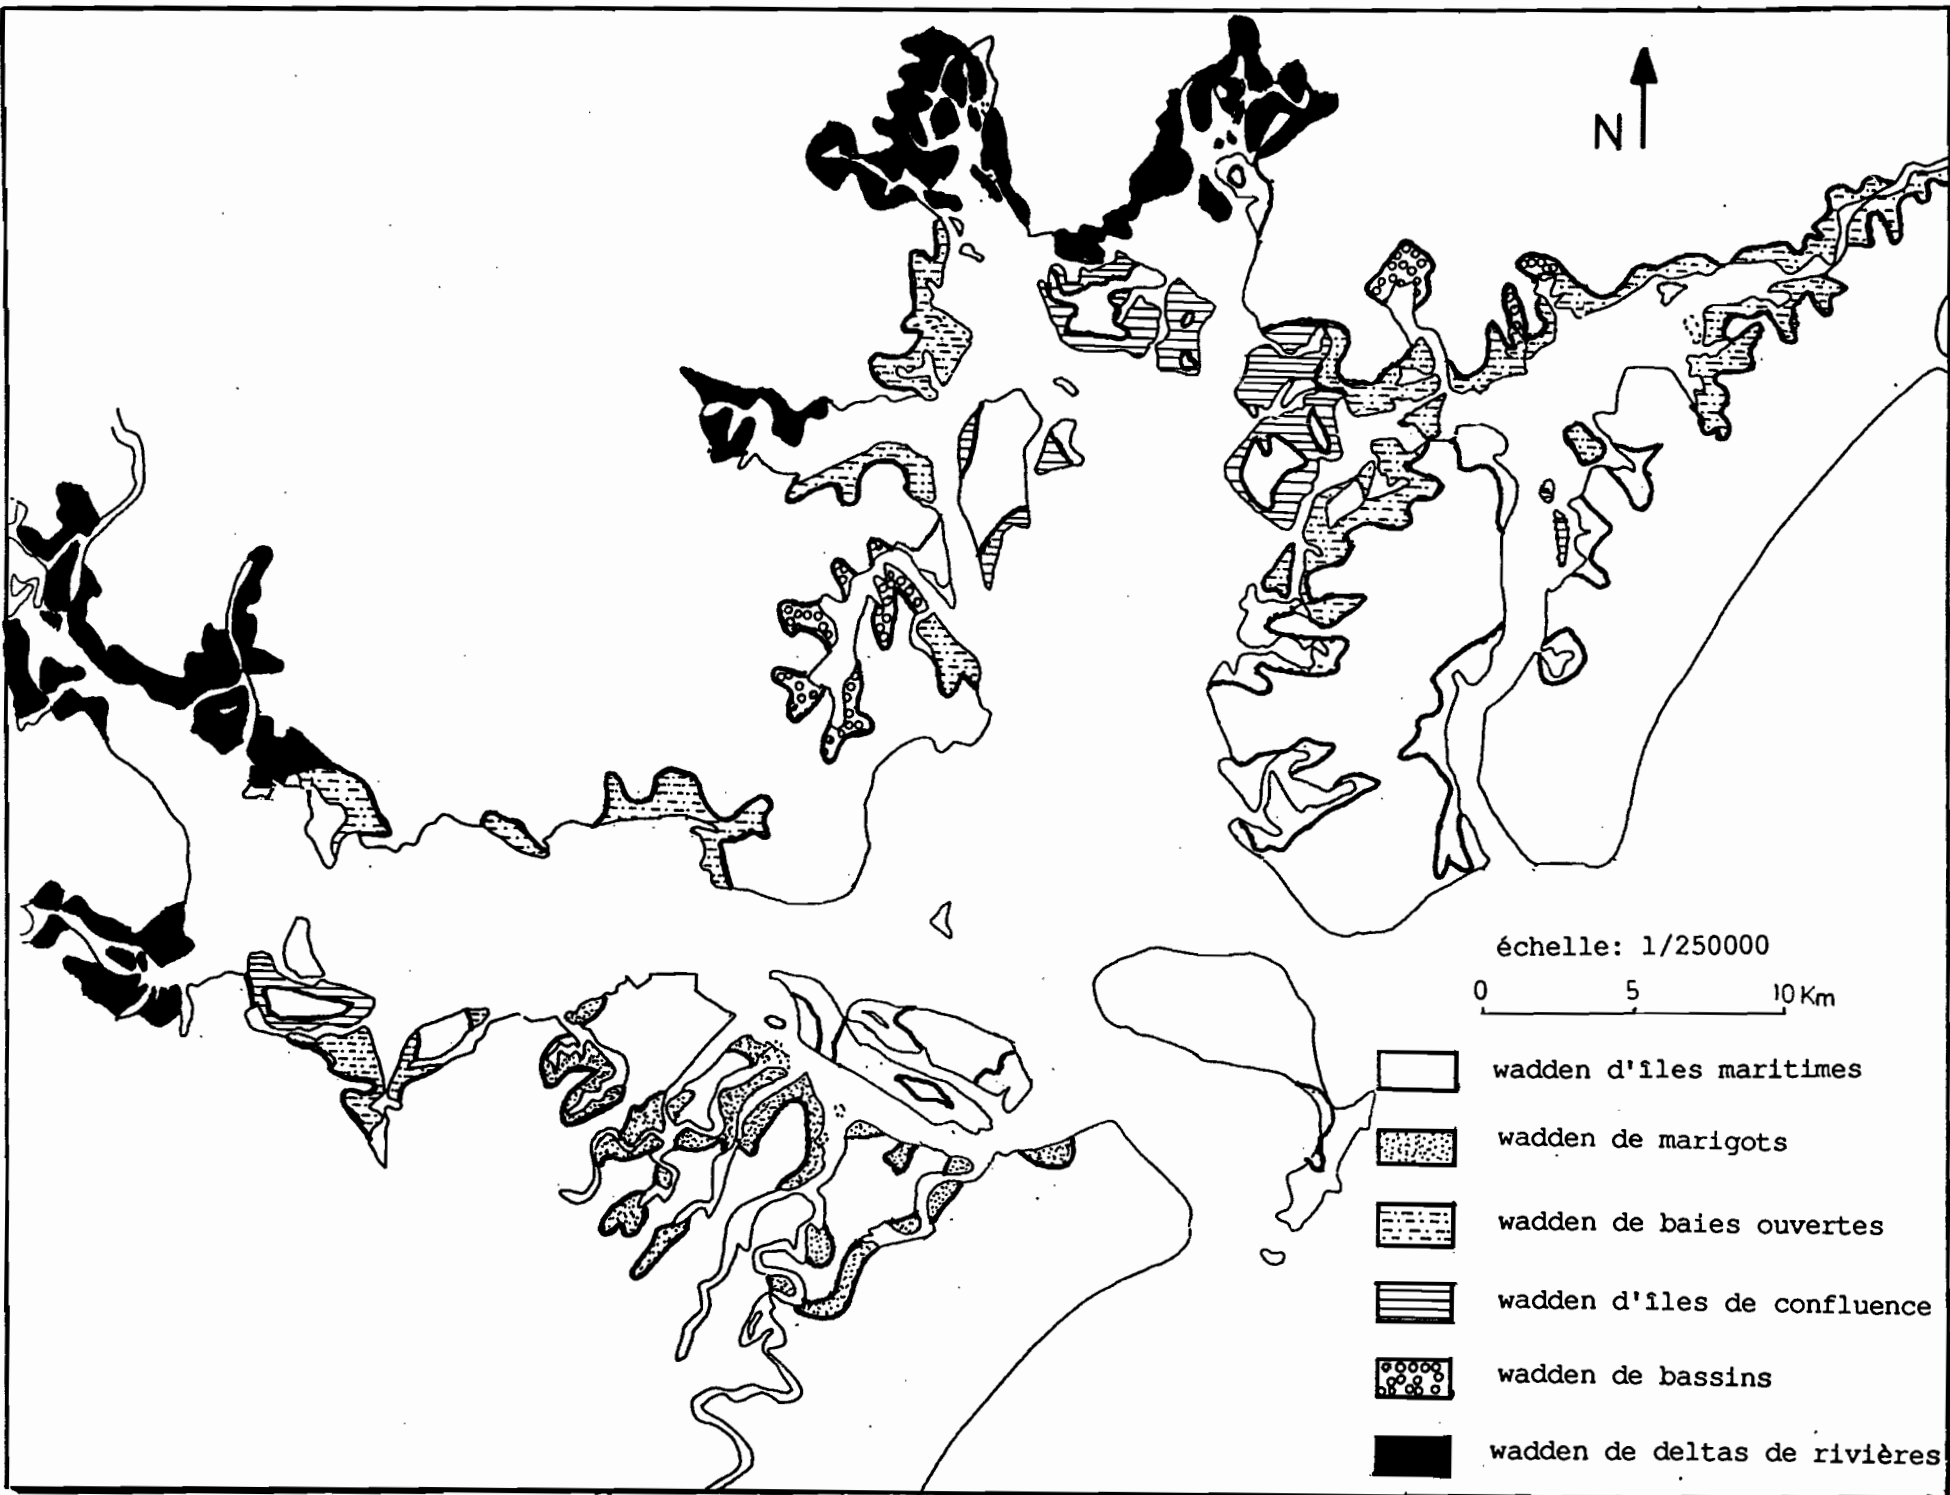 N
échelle: 1/250000
0 5 10 Km
wadden d'îles maritimes
wadden de marigots
wadden de baies ouvertes
wadden d'îles de confluence
wadden de bassins
wadden de deltas de rivières